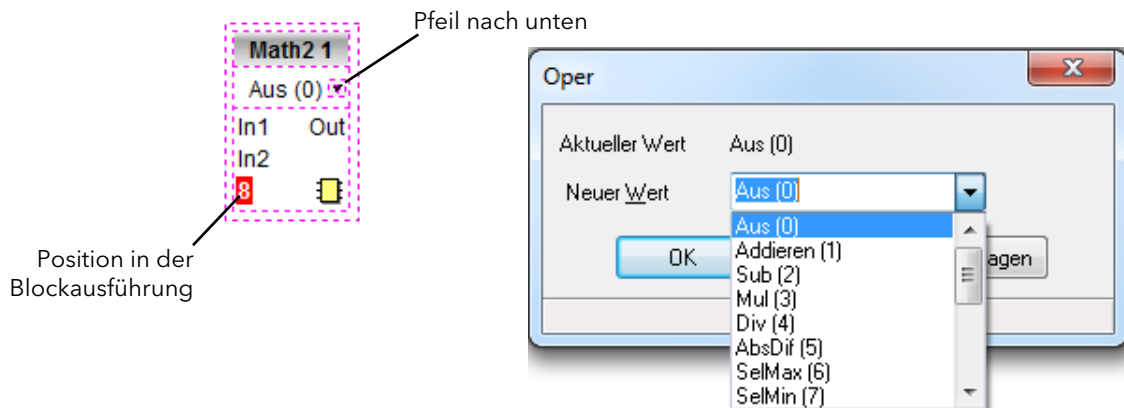 Pfeil nach unten
Math2 1
Aus (0)
In1 Out
In2
8
Position in der
Blockausführung
Oper
Aktueller Wert Aus (0)
Neuer Wert Aus (0)
Aus (0)
Addieren (1)
Sub (2)
Mul (3)
Div (4)
AbsDif (5)
SelMax (6)
SelMin (7)
OK
agen